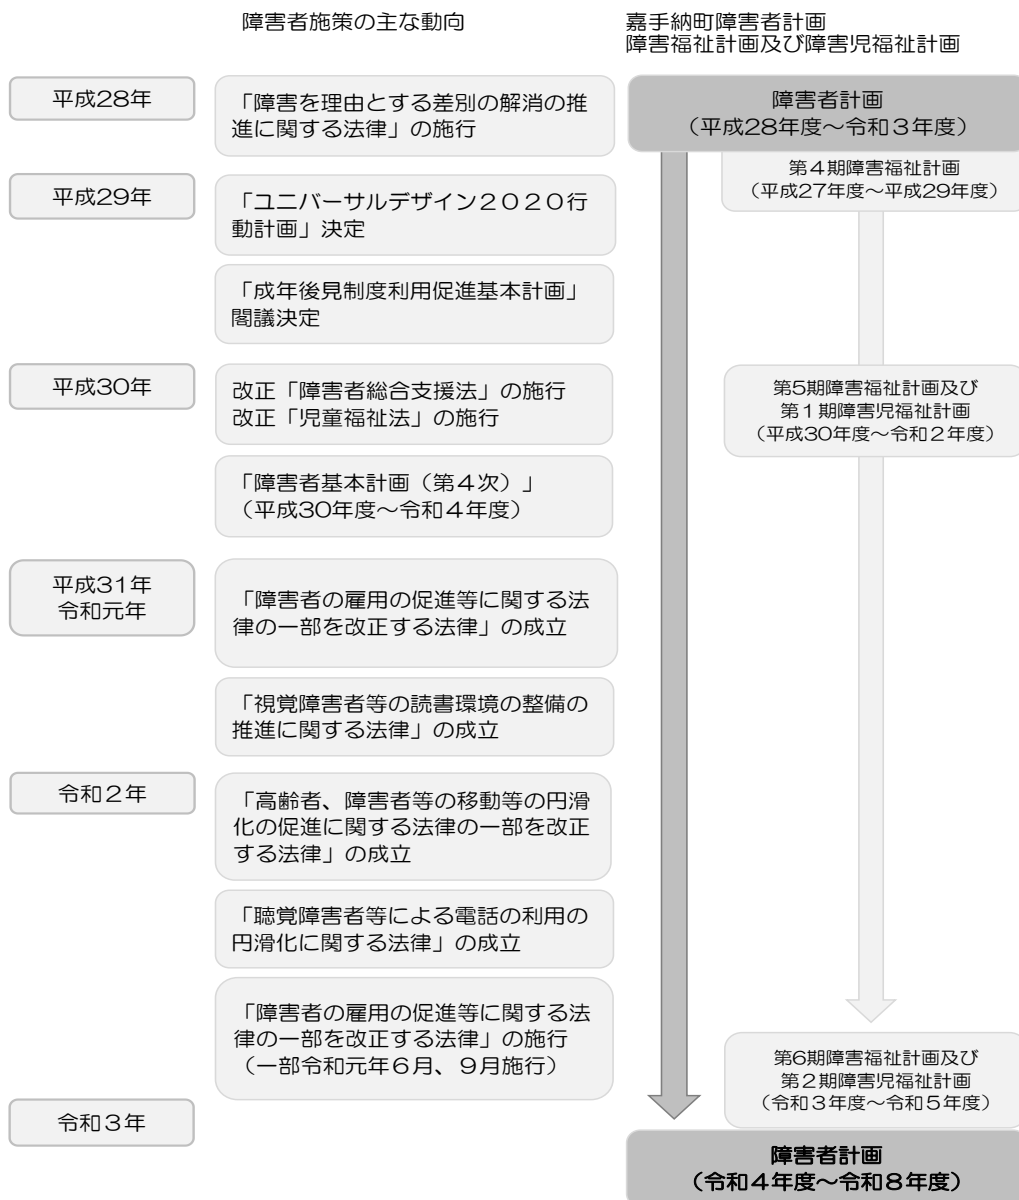 障害者施策の主な動向
嘉手納町障害者計画
障害福祉計画及び障害児福祉計画
平成28年
「障害を理由とする差別の解消の推
進に関する法律」の施行
障害者計画
（平成28年度～令和３年度）
第４期障害福祉計画
（平成27年度～平成29年度）
平成29年
「ユニバーサルデザイン２０２０行
動計画」決定
「成年後見制度利用促進基本計画」
閣議決定
平成30年
改正「障害者総合支援法」の施行
改正「児童福祉法」の施行
第5期障害福祉計画及び
第１期障害児福祉計画
（平成30年度～令和２年度）
「障害者基本計画（第４次）」
（平成30年度～令和４年度）
平成31年
令和元年
「障害者の雇用の促進等に関する法
律の一部を改正する法律」の成立
「視覚障害者等の読書環境の整備の
推進に関する法律」の成立
令和２年
「高齢者、障害者等の移動等の円滑
化の促進に関する法律の一部を改正
する法律」の成立
「聴覚障害者等による電話の利用の
円滑化に関する法律」の成立
「障害者の雇用の促進等に関する法
律の一部を改正する法律」の施行
（一部令和元年６月、９月施行）
第6期障害福祉計画及び
第２期障害児福祉計画
（令和３年度～令和５年度）
令和３年
障害者計画
（令和４年度～令和８年度）